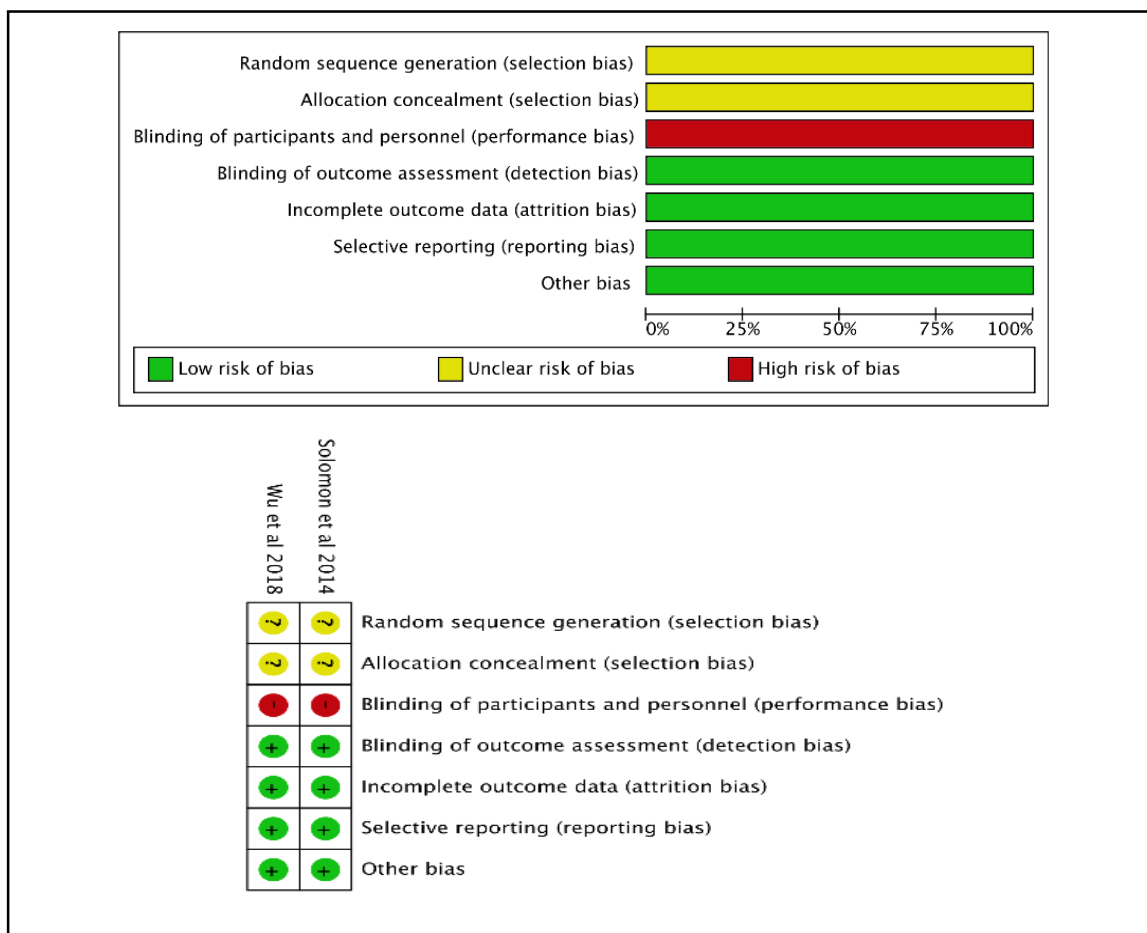 Random sequence generation (selection bias)
Allocation concealment (selection bias)
Blinding of participants and personnel (performance bias)
Blinding of outcome assessment (detection bias)
Incomplete outcome data (attrition bias)
Selective reporting (reporting bias)
Other bias
0% 25% 50% 75% 100%
Low risk of bias Unclear risk of bias High risk of bias
Wu et al 2018
Solomon et al 2014
? ? Random sequence generation (selection bias)
? ? Allocation concealment (selection bias)
- - Blinding of participants and personnel (performance bias)
+ + Blinding of outcome assessment (detection bias)
+ + Incomplete outcome data (attrition bias)
+ + Selective reporting (reporting bias)
+ + Other bias